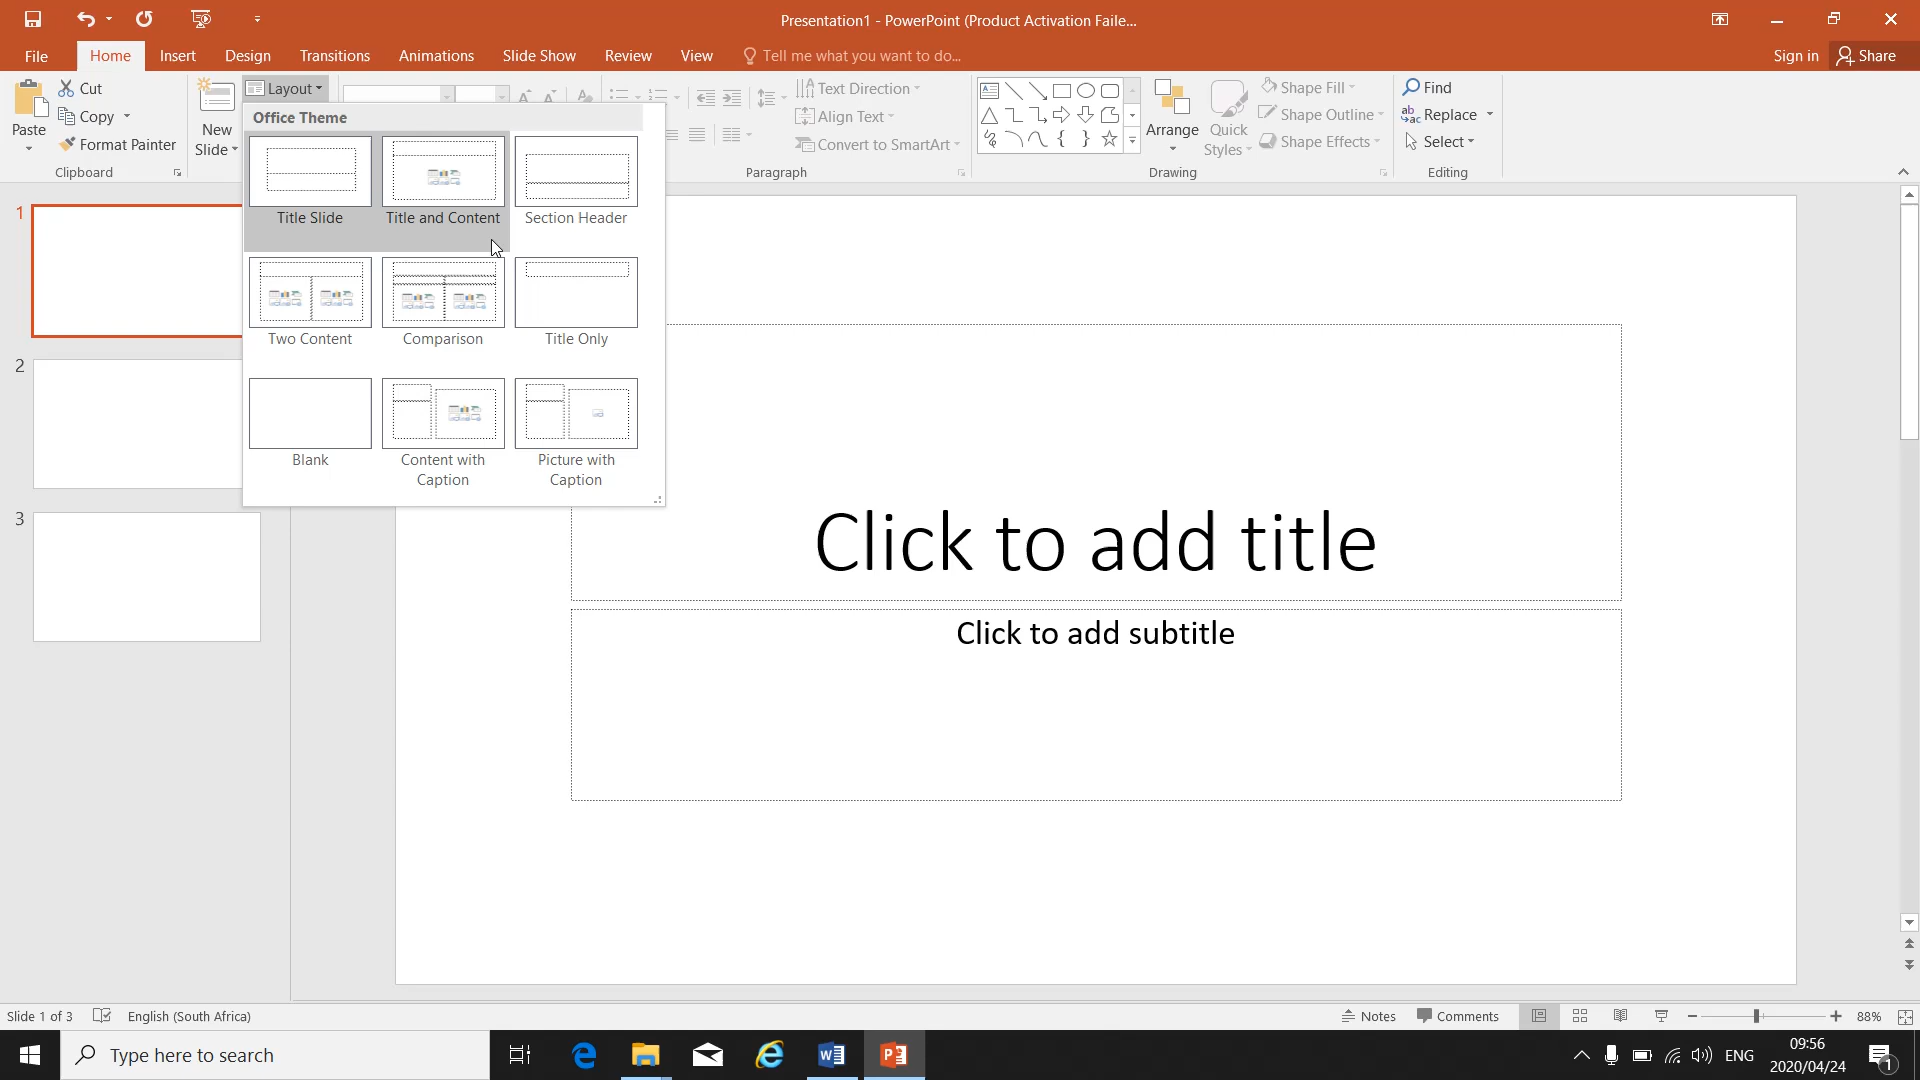 Presentation1 - PowerPoint (Product Activation Faile...
File Home Insert Design Transitions Animations Slide Show Review View Tell me what you want to do... Sign in Share
Paste
Cut
Copy
Format Painter
Clipboard
New
Slide
Layout
Text Direction
Align Text
Convert to SmartArt
Paragraph
Arrange
Quick
Styles
Shape Fill
Shape Outline
Shape Effects
Drawing
Find
Replace
Select
Editing
Office Theme
Title Slide Title and Content Section Header
Two Content Comparison Title Only
Blank Content with Caption Picture with Caption
1
2
3
Click to add title
Click to add subtitle
Slide 1 of 3 English (South Africa) Notes Comments 88%
Type here to search
ENG
09:56
2020/04/24
1